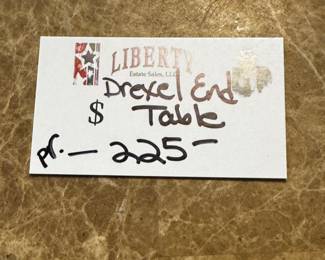 LIBERTY
Estate Sales, LLC
Drexel End
$ Table
pr. — 225 —